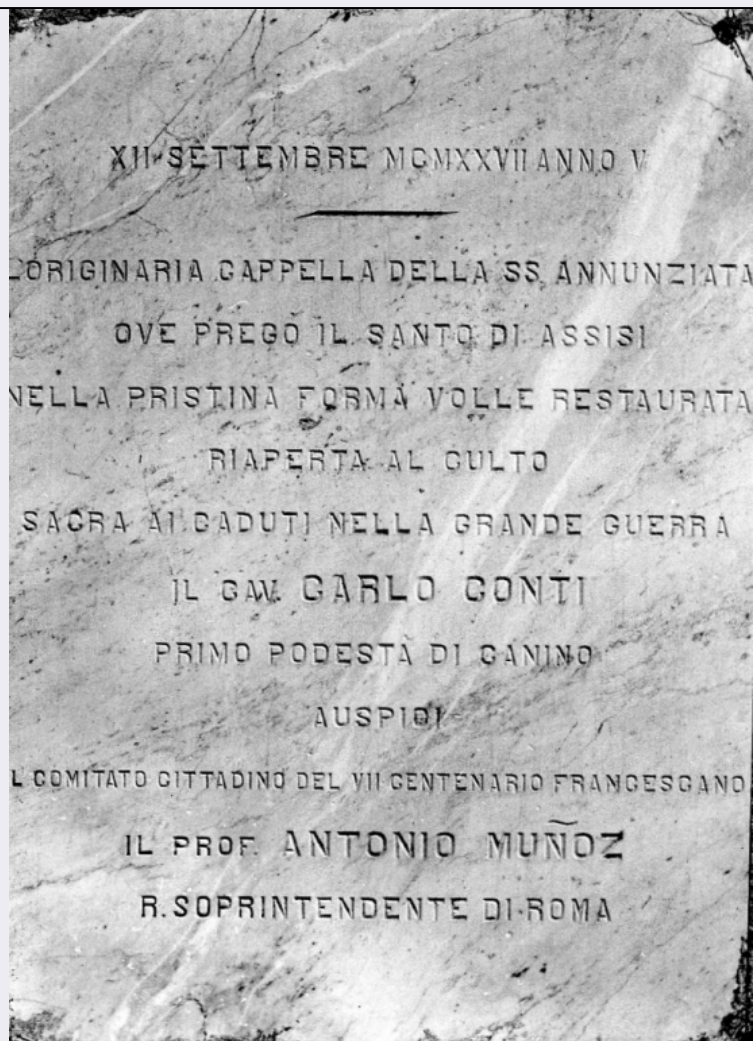 XII SETTEMBRE MCMXXVII ANNO V
L'ORIGINARIA CAPPELLA DELLA SS. ANNUNZIATA
OVE PREGÒ IL SANTO DI ASSISI
NELLA PRISTINA FORMA VOLLE RESTAURATA
RIAPERTA AL CULTO
SACRA AI CADUTI NELLA GRANDE GUERRA
IL CAV. CARLO CONTI
PRIMO PODESTÀ DI CANINO
AUSPICI
IL COMITATO CITTADINO DEL VII CENTENARIO FRANCESCANO
IL PROF. ANTONIO MUÑOZ
R. SOPRINTENDENTE DI ROMA